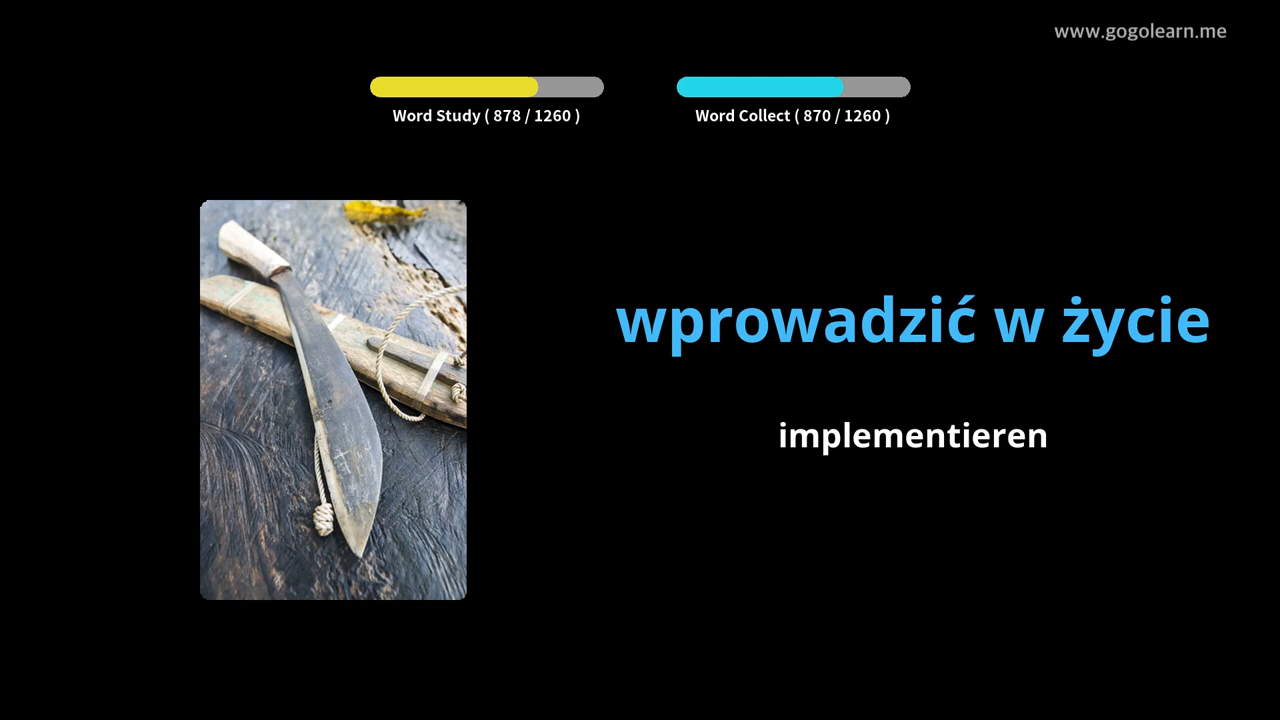 www.gogolearn.me
Word Study ( 878 / 1260 )
Word Collect ( 870 / 1260 )
wprowadzić w życie
implementieren